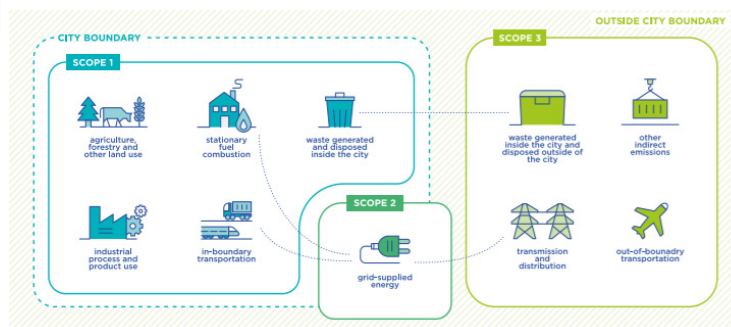 OUTSIDE CITY BOUNDARY
CITY BOUNDARY
SCOPE 1
SCOPE 3
agriculture,
forestry and
other land use
stationary
fuel
combustion
waste generated
and disposed
inside the city
waste generated
inside the city and
disposed outside of
the city
other
indirect
emissions
SCOPE 2
industrial
process and
product use
in-boundary
transportation
grid-supplied
energy
transmission
and
distribution
out-of-bounadry
transportation